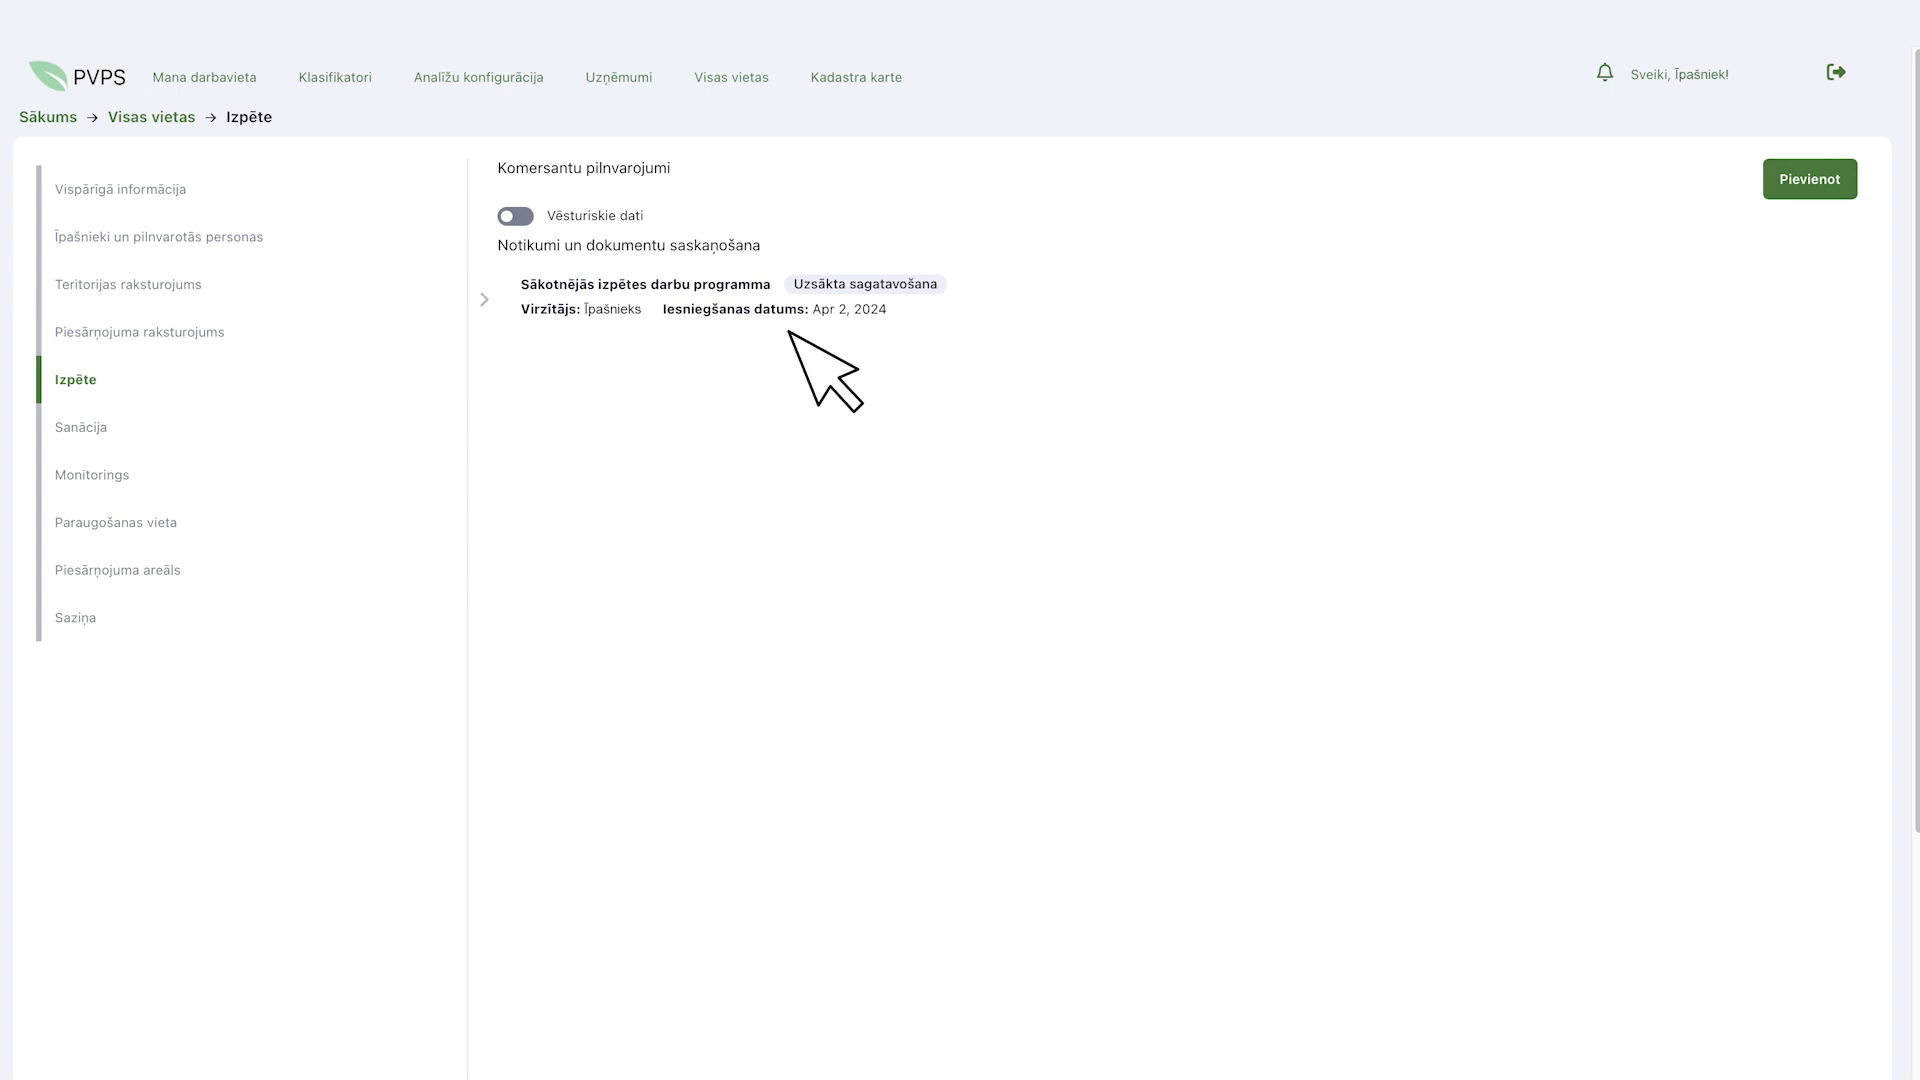 PVPS Mana darbavieta Klasifikatori Analīžu konfigurācija Uzņēmumi Visas vietas Kadastra karte Sveiki, Īpašniek!
Sākums → Visas vietas → Izpēte
Vispārīgā informācija
Īpašnieki un pilnvarotās personas
Teritorijas raksturojums
Piesārņojuma raksturojums
Izpēte
Sanācija
Monitorings
Paraugošanas vieta
Piesārņojuma areāls
Saziņa
Komersantu pilnvarojumi
Pievienot
Vēsturiskie dati
Notikumi un dokumentu saskaņošana
Sākotnējās izpētes darbu programma Uzsākta sagatavošana
Virzītājs: Īpašnieks Iesniegšanas datums: Apr 2, 2024